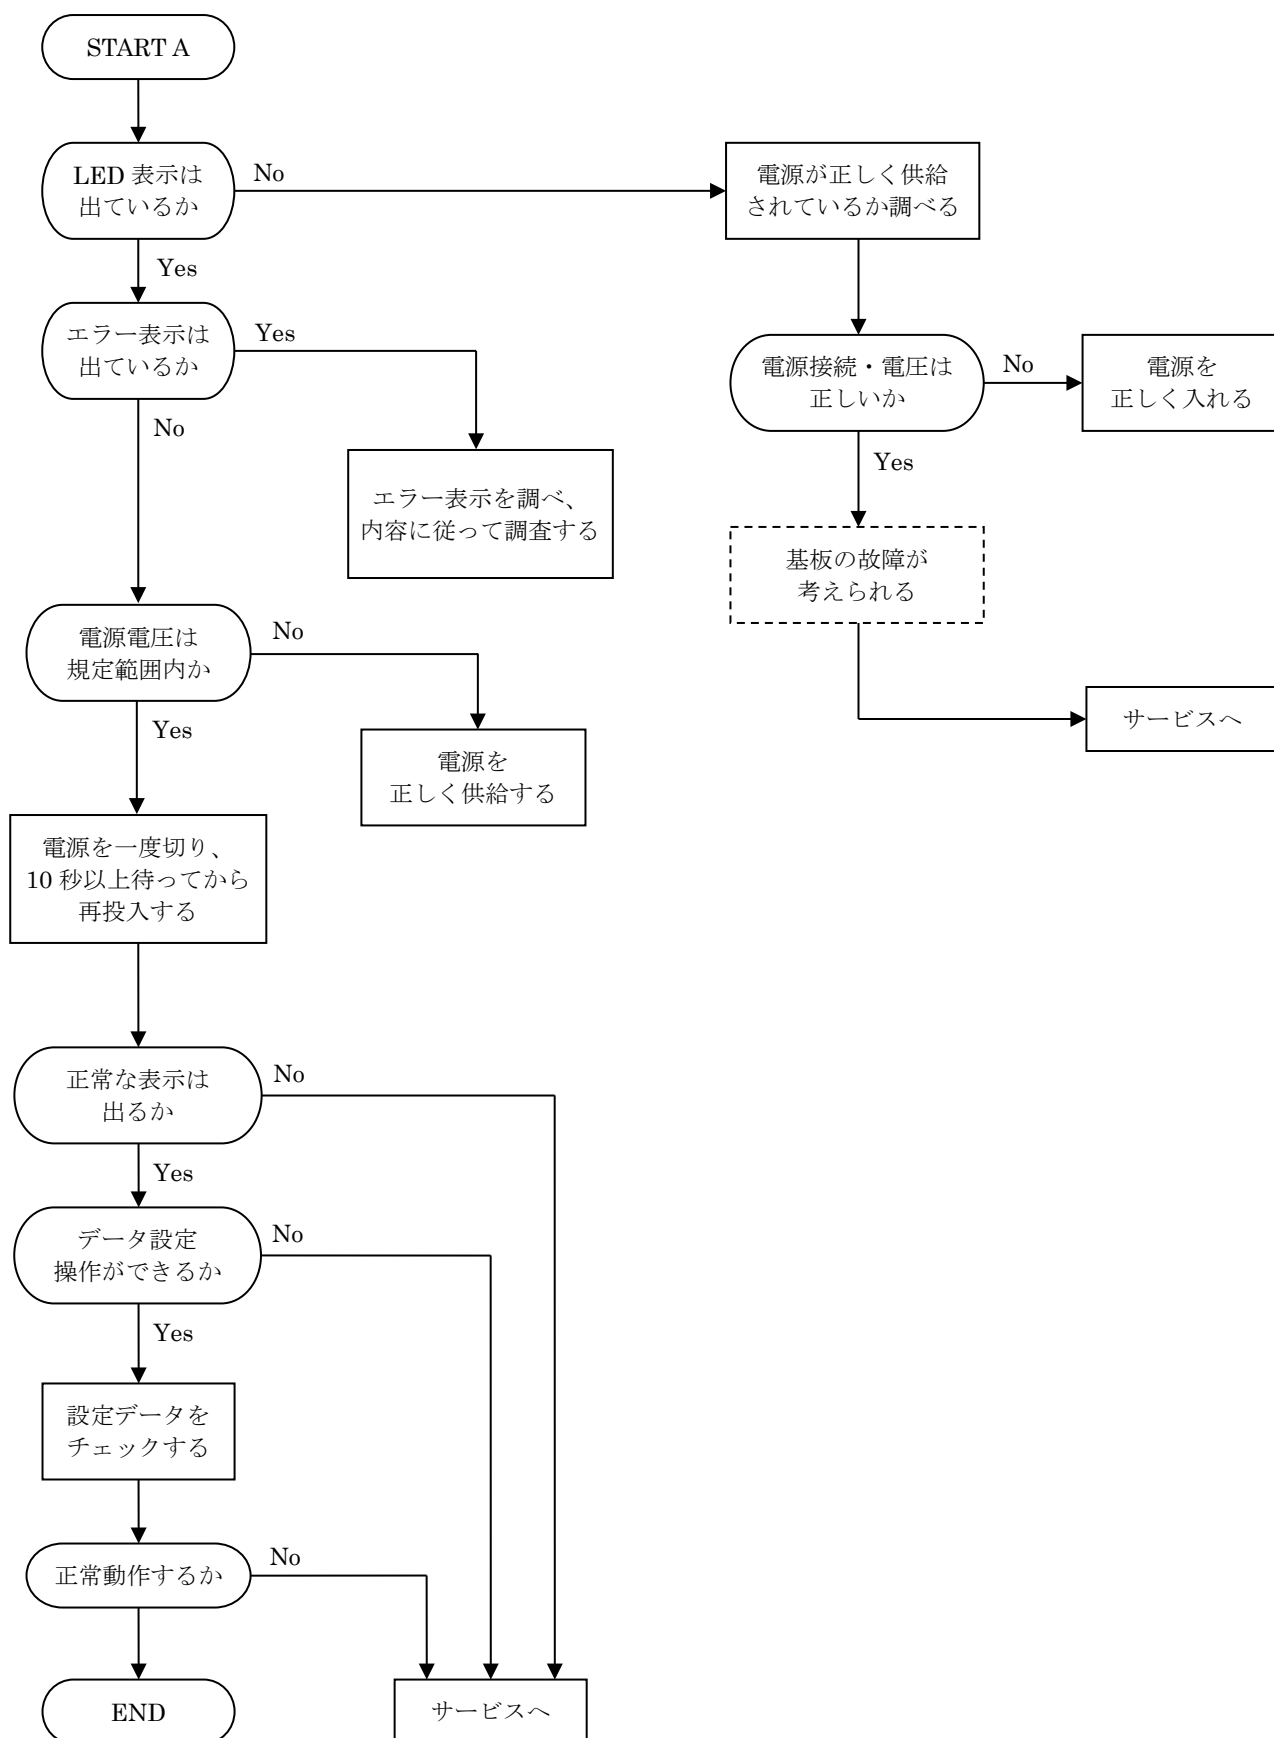 START A
LED 表示は
出ているか
No
電源が正しく供給
されているか調べる
Yes
エラー表示は
出ているか
Yes
No
エラー表示を調べ、
内容に従って調査する
電源接続・電圧は
正しいか
No
電源を
正しく入れる
Yes
基板の故障が
考えられる
サービスへ
電源電圧は
規定範囲内か
No
Yes
電源を
正しく供給する
電源を一度切り、
10 秒以上待ってから
再投入する
正常な表示は
出るか
No
Yes
データ設定
操作ができるか
No
Yes
設定データを
チェックする
正常動作するか
No
END
サービスへ